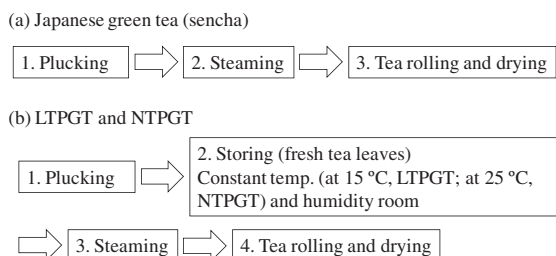 (a) Japanese green tea (sencha)
1. Plucking
2. Steaming
3. Tea rolling and drying
(b) LTPGT and NTPGT
1. Plucking
2. Storing (fresh tea leaves)
Constant temp. (at 15 ºC, LTPGT; at 25 ºC,
NTPGT) and humidity room
3. Steaming
4. Tea rolling and drying